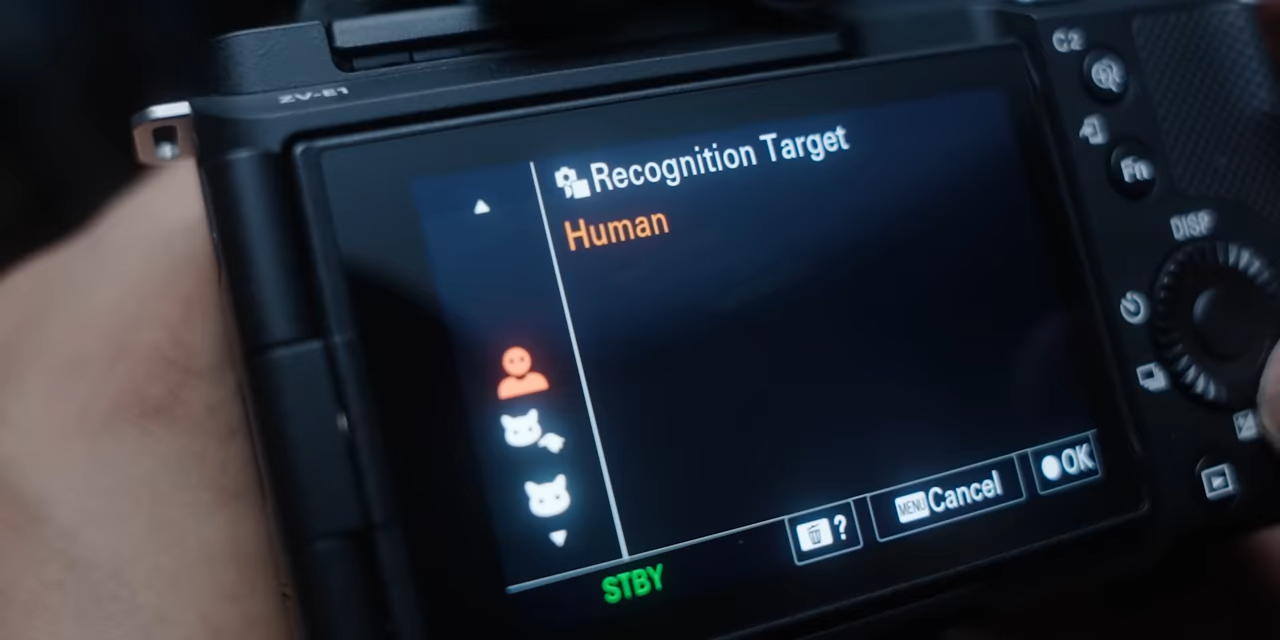 ZV-E1
C2
Fn
DISP
Recognition Target
Human
?
MENU Cancel
OK
STBY